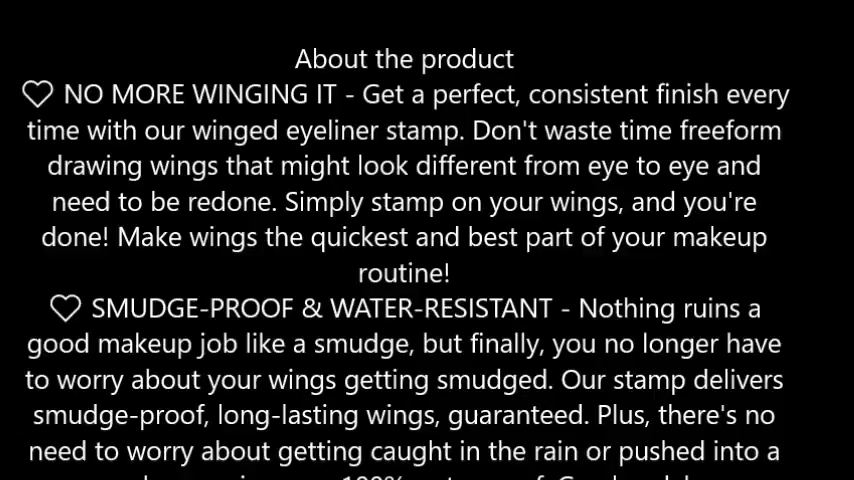 About the product
♡ NO MORE WINGING IT - Get a perfect, consistent finish every
time with our winged eyeliner stamp. Don't waste time freeform
drawing wings that might look different from eye to eye and
need to be redone. Simply stamp on your wings, and you're
done! Make wings the quickest and best part of your makeup
routine!
♡ SMUDGE-PROOF & WATER-RESISTANT - Nothing ruins a
good makeup job like a smudge, but finally, you no longer have
to worry about your wings getting smudged. Our stamp delivers
smudge-proof, long-lasting wings, guaranteed. Plus, there's no
need to worry about getting caught in the rain or pushed into a